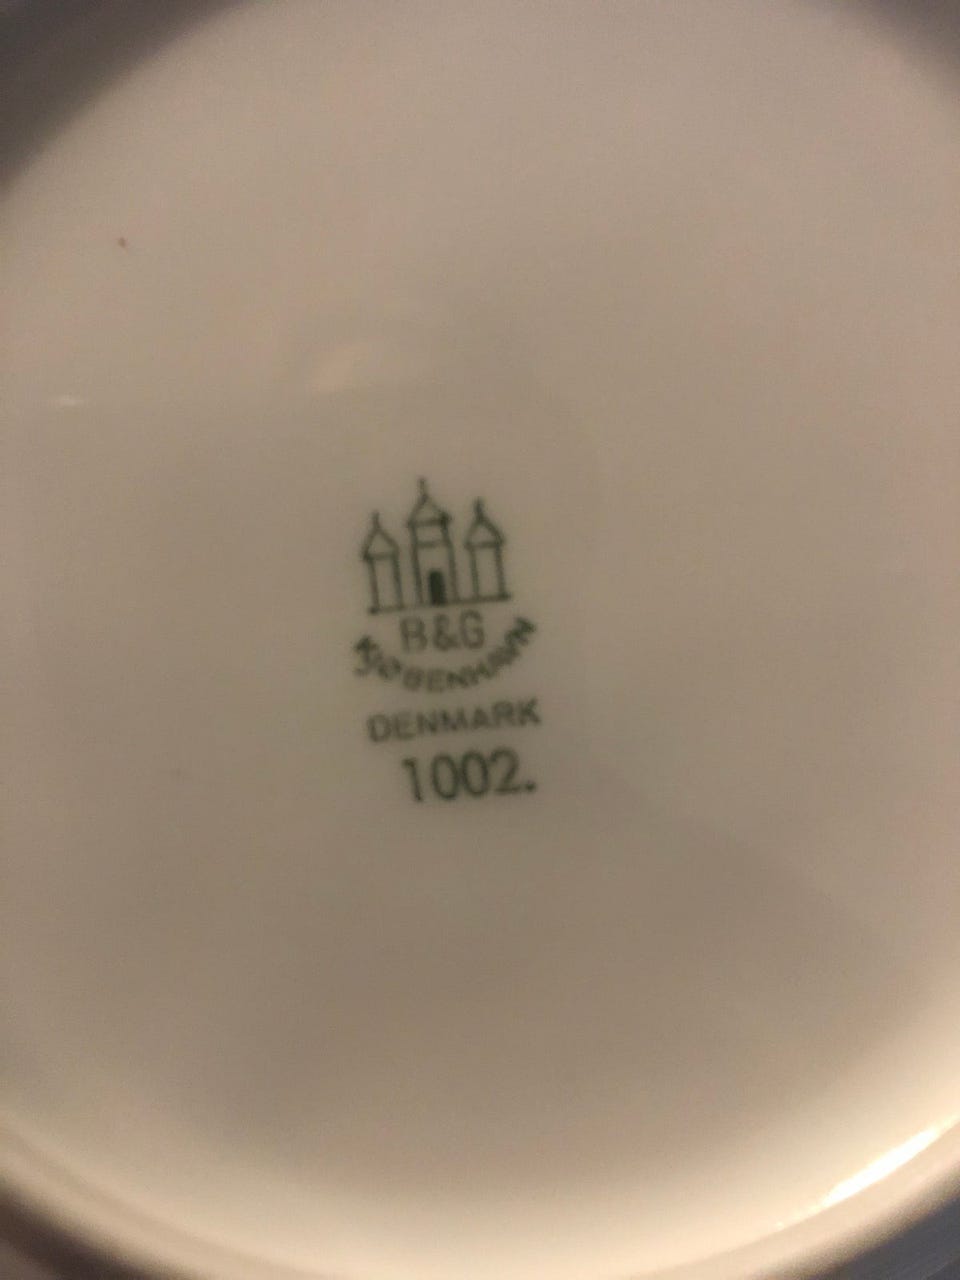 B&G
KJØBENHAVN
DENMARK
1002.